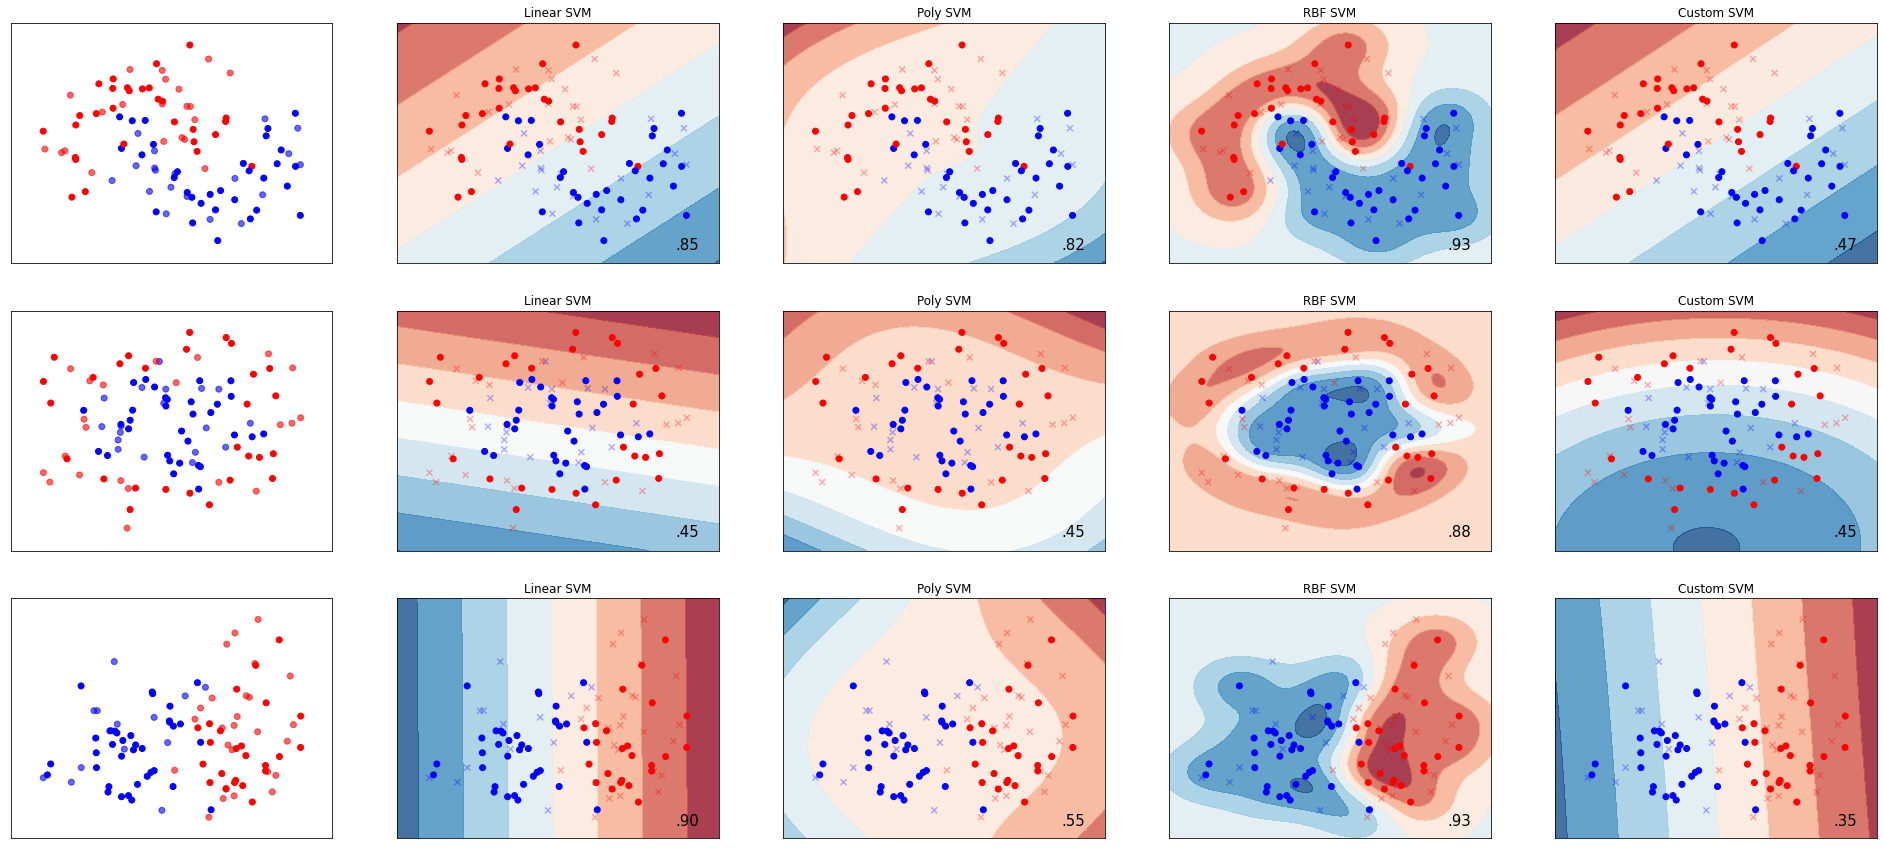 Linear SVM
Poly SVM
RBF SVM
Custom SVM
.85
.82
.93
.47
Linear SVM
Poly SVM
RBF SVM
Custom SVM
.45
.45
.88
.45
Linear SVM
Poly SVM
RBF SVM
Custom SVM
.90
.55
.93
.35